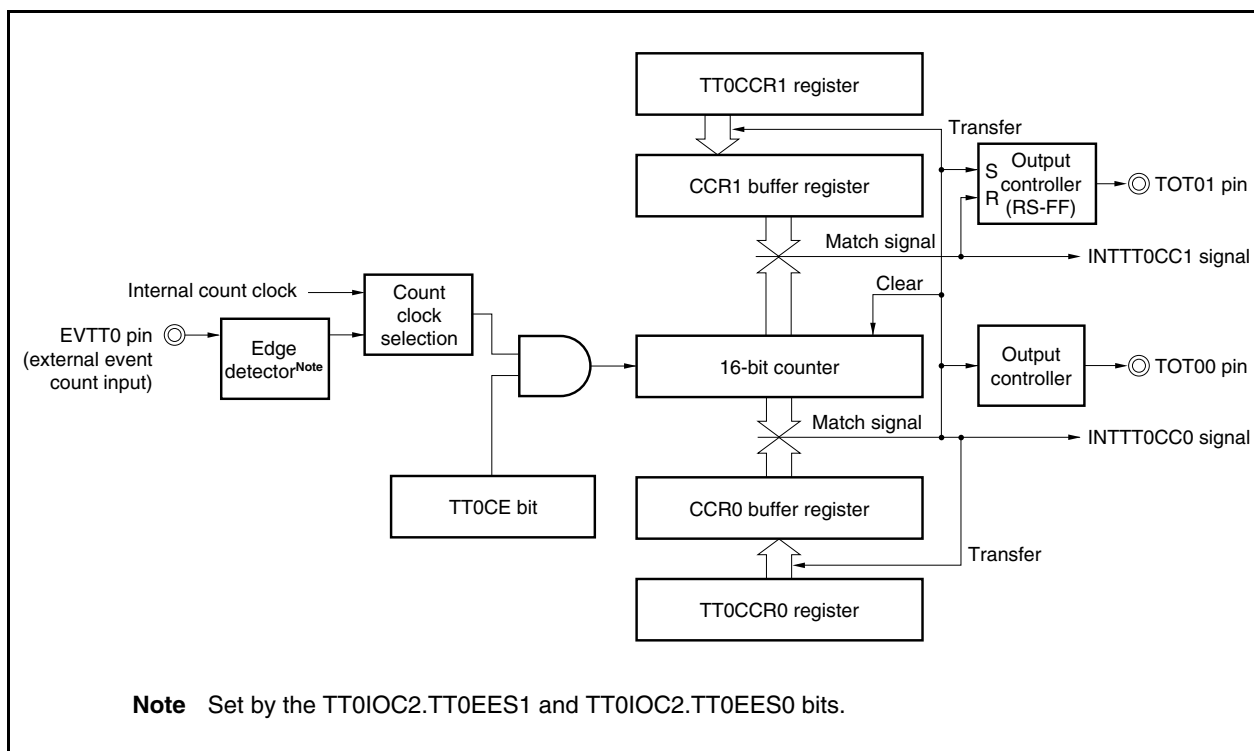 TT0CCR1 register
Transfer
CCR1 buffer register
S
R
Output
controller
(RS-FF)
TOT01 pin
Match signal
INTTT0CC1 signal
Internal count clock
Count
clock
selection
Clear
EVTT0 pin
(external event
count input)
Edge
detectorNote
16-bit counter
Output
controller
TOT00 pin
Match signal
INTTT0CC0 signal
TT0CE bit
CCR0 buffer register
Transfer
TT0CCR0 register
Note Set by the TT0IOC2.TT0EES1 and TT0IOC2.TT0EES0 bits.